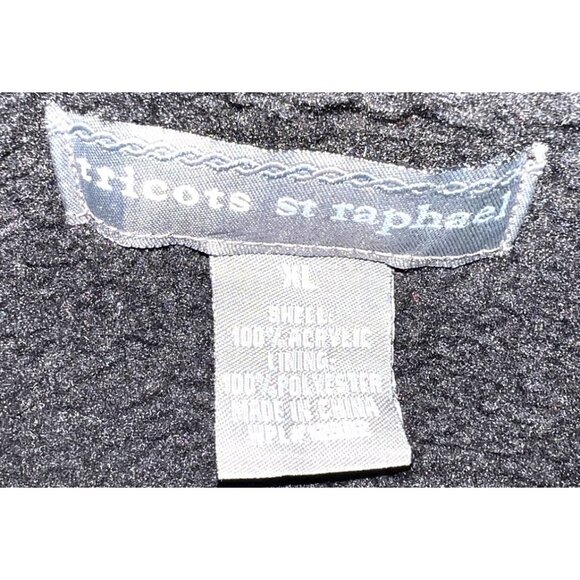 tricots st raphael
XL
SHELL:
100% ACRYLIC
LINING:
100% POLYESTER
MADE IN CHINA